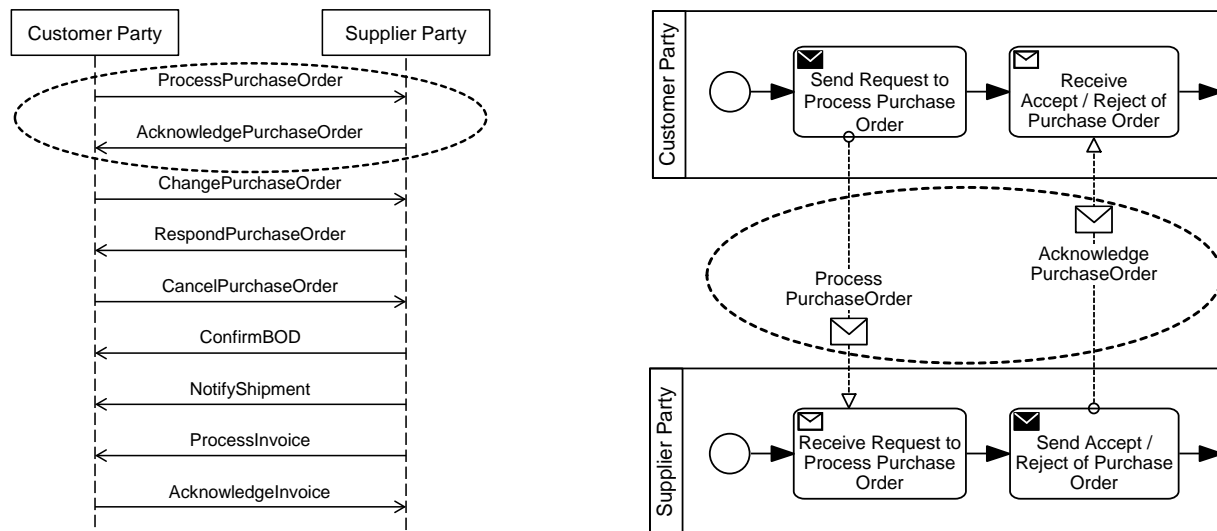 Customer Party
Supplier Party
ProcessPurchaseOrder
AcknowledgePurchaseOrder
ChangePurchaseOrder
RespondPurchaseOrder
CancelPurchaseOrder
ConfirmBOD
NotifyShipment
ProcessInvoice
AcknowledgeInvoice
Customer Party
Send Request to
Process Purchase
Order
Receive
Accept / Reject of
Purchase Order
Process
PurchaseOrder
Acknowledge
PurchaseOrder
Supplier Party
Receive Request to
Process Purchase
Order
Send Accept /
Reject of Purchase
Order